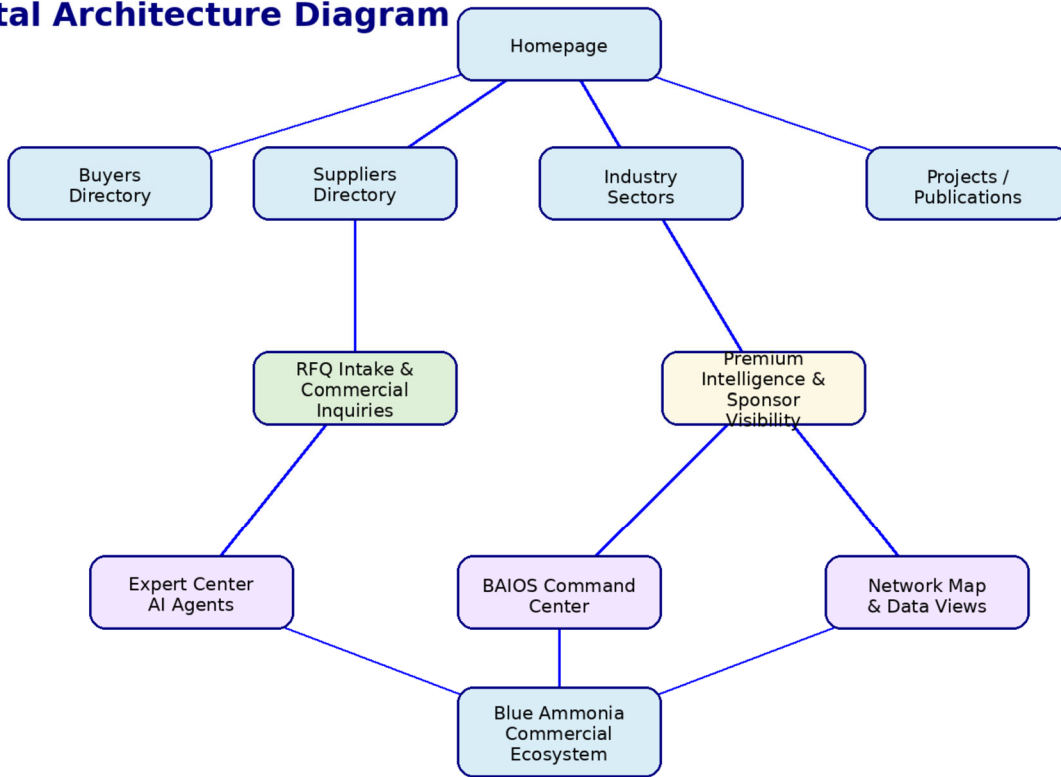 tal Architecture Diagram
Homepage
Buyers
Directory
Suppliers
Directory
Industry
Sectors
Projects /
Publications
RFQ Intake &
Commercial
Inquiries
Premium
Intelligence &
Sponsor
Visibility
Expert Center
AI Agents
BAIOS Command
Center
Network Map
& Data Views
Blue Ammonia
Commercial
Ecosystem